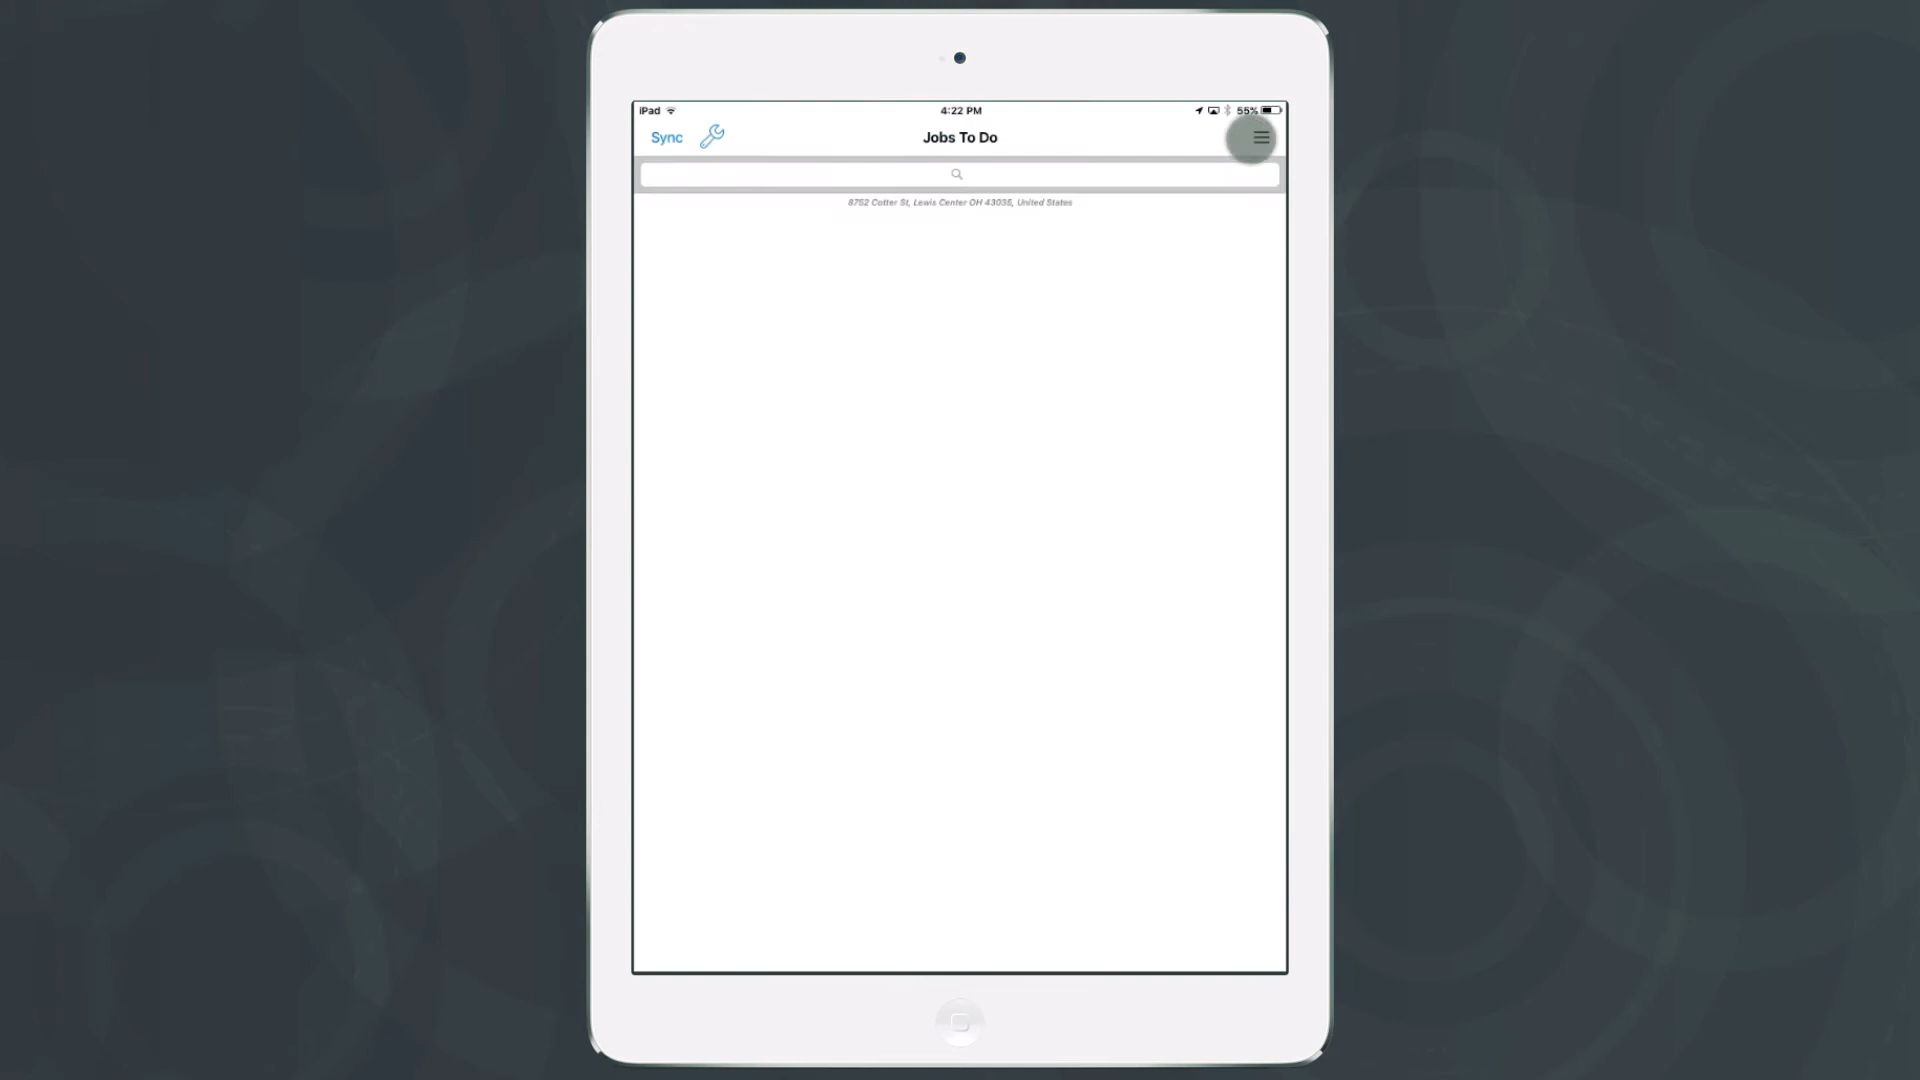 iPad
4:22 PM
55%
Sync
Jobs To Do
8752 Cotter St, Lewis Center OH 43035, United States